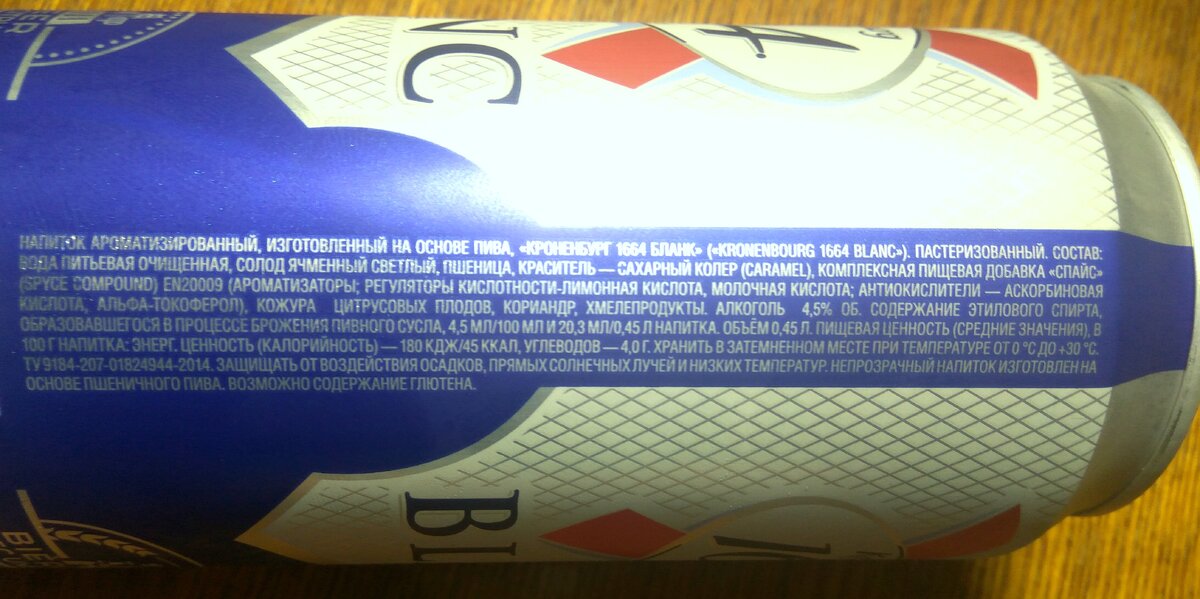 НАПИТОК АРОМАТИЗИРОВАННЫЙ, ИЗГОТОВЛЕННЫЙ НА ОСНОВЕ ПИВА, «КРОНЕНБУРГ 1664 БЛАНК» («KRONENBOURG 1664 BLANC»). ПАСТЕРИЗОВАННЫЙ. СОСТАВ:
ВОДА ПИТЬЕВАЯ ОЧИЩЕННАЯ, СОЛОД ЯЧМЕННЫЙ СВЕТЛЫЙ, ПШЕНИЦА, КРАСИТЕЛЬ — САХАРНЫЙ КОЛЕР (CARAMEL), КОМПЛЕКСНАЯ ПИЩЕВАЯ ДОБАВКА «СПАЙС»
(SPYCE COMPOUND) EN20009 (АРОМАТИЗАТОРЫ; РЕГУЛЯТОРЫ КИСЛОТНОСТИ-ЛИМОННАЯ КИСЛОТА, МОЛОЧНАЯ КИСЛОТА; АНТИОКИСЛИТЕЛИ — АСКОРБИНОВАЯ
КИСЛОТА, АЛЬФА-ТОКОФЕРОЛ), КОЖУРА ЦИТРУСОВЫХ ПЛОДОВ, КОРИАНДР, ХМЕЛЕПРОДУКТЫ. АЛКОГОЛЬ 4,5% ОБ. СОДЕРЖАНИЕ ЭТИЛОВОГО СПИРТА,
ОБРАЗОВАВШЕГОСЯ В ПРОЦЕССЕ БРОЖЕНИЯ ПИВНОГО СУСЛА, 4,5 МЛ/100 МЛ И 20,3 МЛ/0,45 Л НАПИТКА. ОБЪЁМ 0,45 Л. ПИЩЕВАЯ ЦЕННОСТЬ (СРЕДНИЕ ЗНАЧЕНИЯ), В
100 Г НАПИТКА: ЭНЕРГ. ЦЕННОСТЬ (КАЛОРИЙНОСТЬ) — 180 КДЖ/45 ККАЛ, УГЛЕВОДОВ — 4,0 Г. ХРАНИТЬ В ЗАТЕМНЕННОМ МЕСТЕ ПРИ ТЕМПЕРАТУРЕ ОТ 0 °C ДО +30 °C.
ТУ 9184-207-01824944-2014. ЗАЩИЩАТЬ ОТ ВОЗДЕЙСТВИЯ ОСАДКОВ, ПРЯМЫХ СОЛНЕЧНЫХ ЛУЧЕЙ И НИЗКИХ ТЕМПЕРАТУР. НЕПРОЗРАЧНЫЙ НАПИТОК ИЗГОТОВЛЕН НА
ОСНОВЕ ПШЕНИЧНОГО ПИВА. ВОЗМОЖНО СОДЕРЖАНИЕ ГЛЮТЕНА.
NC
4
BL